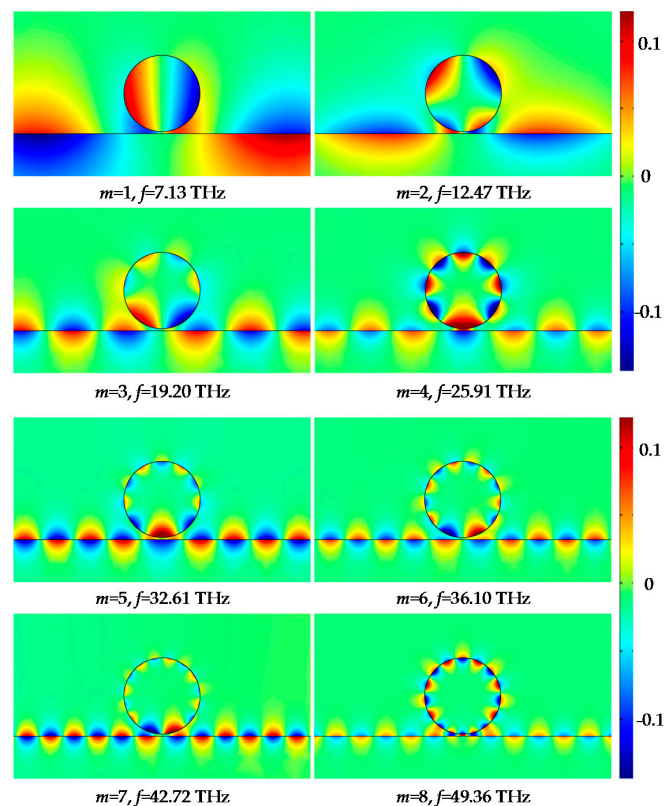 0.1
m=1, f=7.13 THz
m=2, f=12.47 THz
0
-0.1
m=3, f=19.20 THz
m=4, f=25.91 THz
0.1
m=5, f=32.61 THz
m=6, f=36.10 THz
0
-0.1
m=7, f=42.72 THz
m=8, f=49.36 THz